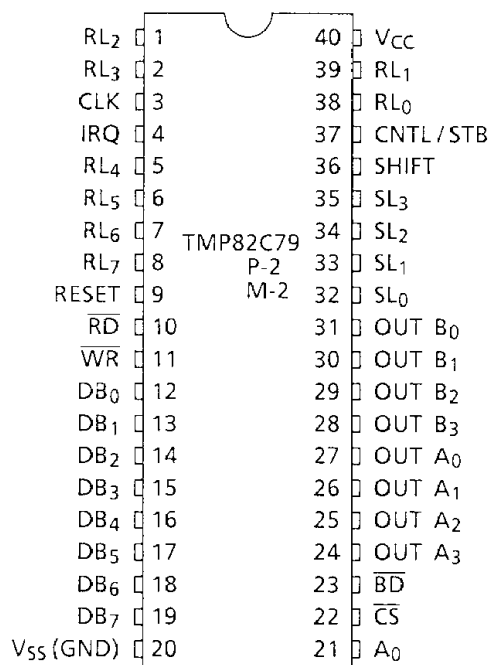 RL2 1 40 VCC
RL3 2 39 RL1
CLK 3 38 RL0
IRQ 4 37 CNTL / STB
RL4 5 36 SHIFT
RL5 6 35 SL3
RL6 7 34 SL2
TMP82C79
RL7 8 33 SL1
P-2
RESET 9 32 SL0
M-2
R̅D̅ 10 31 OUT B0
W̅R̅ 11 30 OUT B1
DB0 12 29 OUT B2
DB1 13 28 OUT B3
DB2 14 27 OUT A0
DB3 15 26 OUT A1
DB4 16 25 OUT A2
DB5 17 24 OUT A3
DB6 18 23 B̅D̅
DB7 19 22 C̅S̅
VSS (GND) 20 21 A0